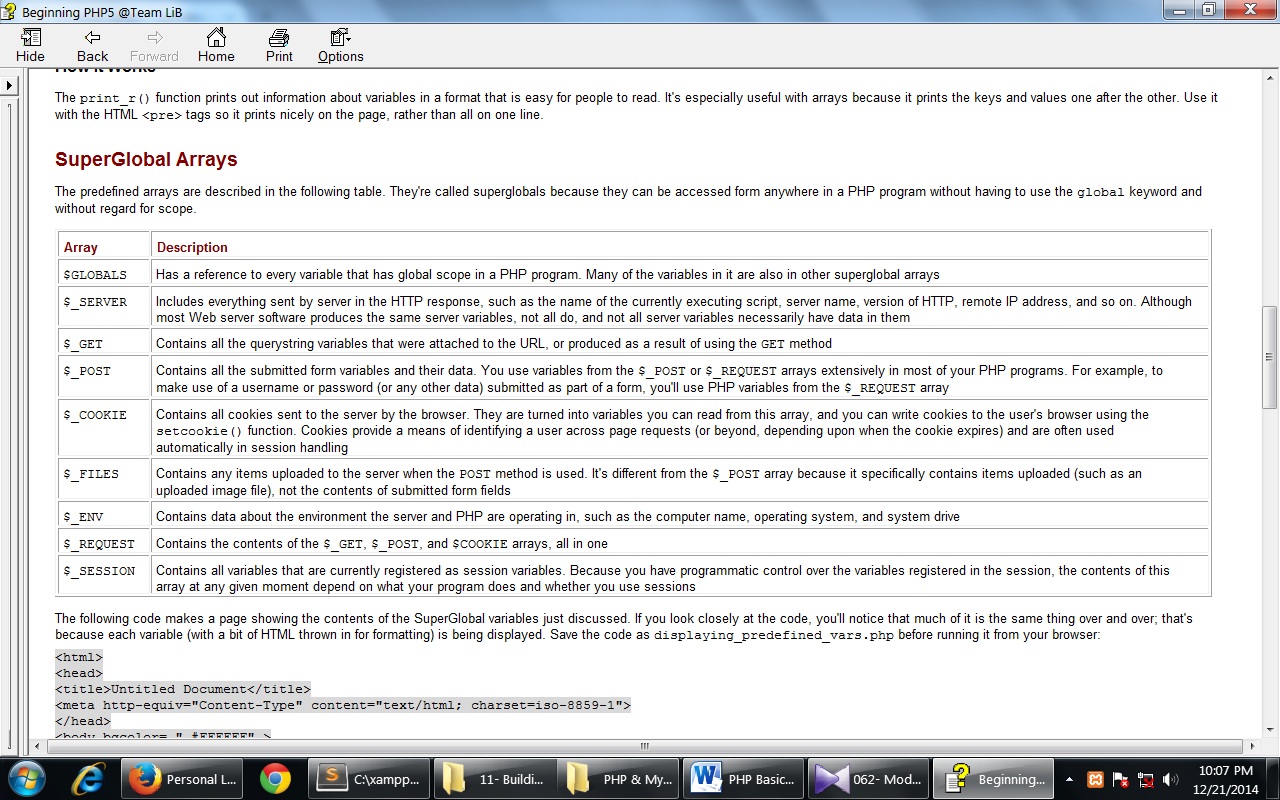 Beginning PHP5 @Team LiB
Hide Back Forward Home Print Options
How It Works
The print_r() function prints out information about variables in a format that is easy for people to read. It's especially useful with arrays because it prints the keys and values one after the other. Use it
with the HTML <pre> tags so it prints nicely on the page, rather than all on one line.
SuperGlobal Arrays
The predefined arrays are described in the following table. They're called superglobals because they can be accessed form anywhere in a PHP program without having to use the global keyword and
without regard for scope.
Array Description
$GLOBALS Has a reference to every variable that has global scope in a PHP program. Many of the variables in it are also in other superglobal arrays
$_SERVER Includes everything sent by server in the HTTP response, such as the name of the currently executing script, server name, version of HTTP, remote IP address, and so on. Although
most Web server software produces the same server variables, not all do, and not all server variables necessarily have data in them
$_GET Contains all the querystring variables that were attached to the URL, or produced as a result of using the GET method
$_POST Contains all the submitted form variables and their data. You use variables from the $_POST or $_REQUEST arrays extensively in most of your PHP programs. For example, to
make use of a username or password (or any other data) submitted as part of a form, you'll use PHP variables from the $_REQUEST array
$_COOKIE Contains all cookies sent to the server by the browser. They are turned into variables you can read from this array, and you can write cookies to the user's browser using the
setcookie() function. Cookies provide a means of identifying a user across page requests (or beyond, depending upon when the cookie expires) and are often used
automatically in session handling
$_FILES Contains any items uploaded to the server when the POST method is used. It's different from the $_POST array because it specifically contains items uploaded (such as an
uploaded image file), not the contents of submitted form fields
$_ENV Contains data about the environment the server and PHP are operating in, such as the computer name, operating system, and system drive
$_REQUEST Contains the contents of the $_GET, $_POST, and $COOKIE arrays, all in one
$_SESSION Contains all variables that are currently registered as session variables. Because you have programmatic control over the variables registered in the session, the contents of this
array at any given moment depend on what your program does and whether you use sessions
The following code makes a page showing the contents of the SuperGlobal variables just discussed. If you look closely at the code, you'll notice that much of it is the same thing over and over; that's
because each variable (with a bit of HTML thrown in for formatting) is being displayed. Save the code as displaying_predefined_vars.php before running it from your browser:
<html>
<head>
<title>Untitled Document</title>
<meta http-equiv="Content-Type" content="text/html; charset=iso-8859-1">
</head>
<body bgcolor= " #FFFFFF" >
Personal L... C:\xampp... 11- Buildi... PHP & My... PHP Basic... 062- Mod... Beginning... 10:07 PM
12/21/2014